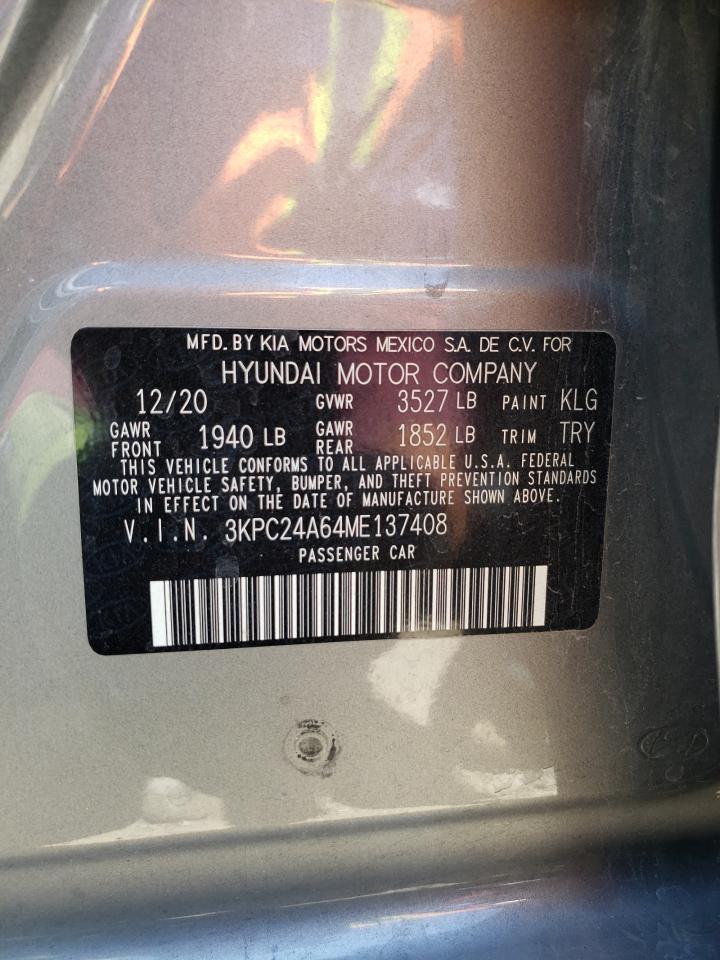 MFD. BY KIA MOTORS MEXICO S.A. DE C.V. FOR
HYUNDAI MOTOR COMPANY
12/20 GVWR 3527 LB PAINT KLG
GAWR FRONT 1940 LB GAWR REAR 1852 LB TRIM TRY
THIS VEHICLE CONFORMS TO ALL APPLICABLE U.S.A. FEDERAL
MOTOR VEHICLE SAFETY, BUMPER, AND THEFT PREVENTION STANDARDS
IN EFFECT ON THE DATE OF MANUFACTURE SHOWN ABOVE.
V.I.N. 3KPC24A64ME137408
PASSENGER CAR